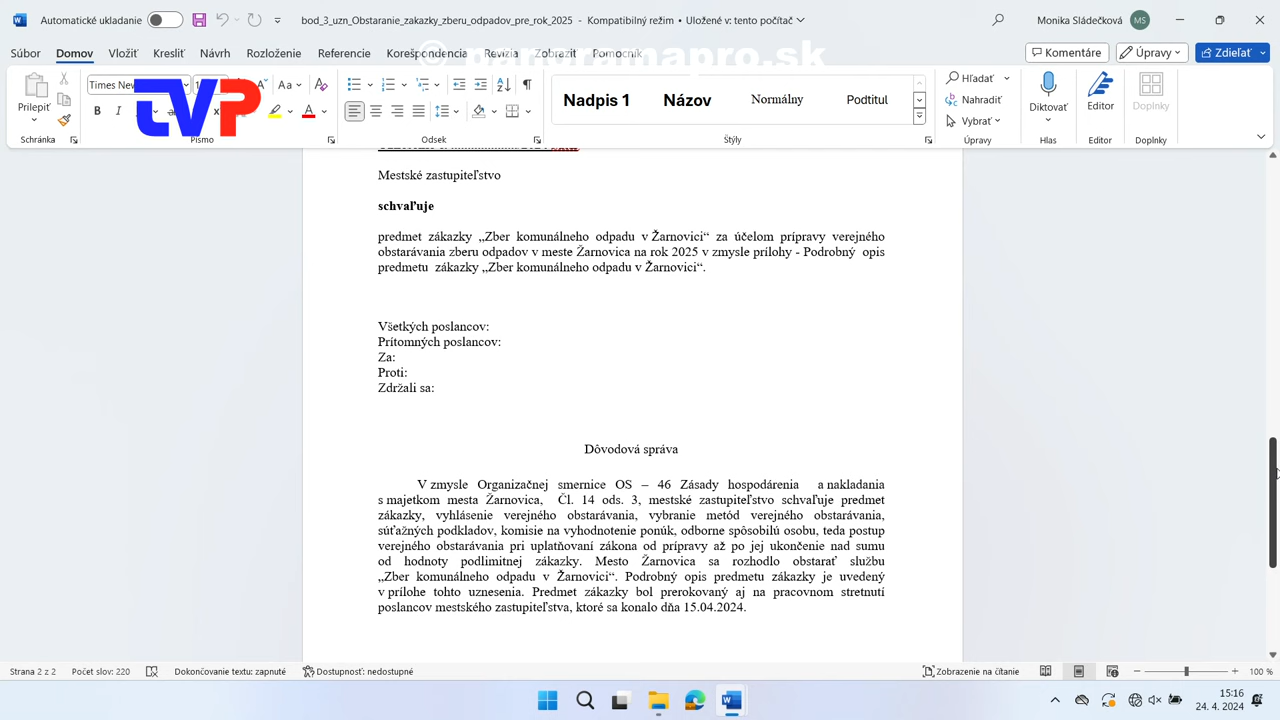 Automatické ukladanie
bod_3_uzn_Obstaranie_zakazky_zberu_odpadov_pre_rok_2025 - Kompatibilný režim • Uložené v: tento počítač
Monika Sládečková
MS
© panoramapro.sk
Súbor Domov Vložiť Kresliť Návrh Rozloženie Referencie Korešpondencia Revízia Zobraziť Pomocník
Komentáre Úpravy Zdieľať
Prilepiť
Times New
Aa
B I
TVP
Nadpis 1 Názov Normálny Podtitul
Hľadať
Nahradiť
Vybrať
Diktovať
Editor
Doplnky
Schránka Písmo Odsek Štýly Úpravy Hlas Editor Doplnky
Mestské zastupiteľstvo
schvaľuje
predmet zákazky „Zber komunálneho odpadu v Žarnovici“ za účelom prípravy verejného
obstarávania zberu odpadov v meste Žarnovica na rok 2025 v zmysle prílohy - Podrobný opis
predmetu zákazky „Zber komunálneho odpadu v Žarnovici“.
Všetkých poslancov:
Prítomných poslancov:
Za:
Proti:
Zdržali sa:
Dôvodová správa
V zmysle Organizačnej smernice OS – 46 Zásady hospodárenia a nakladania
s majetkom mesta Žarnovica, Čl. 14 ods. 3, mestské zastupiteľstvo schvaľuje predmet
zákazky, vyhlásenie verejného obstarávania, vybranie metód verejného obstarávania,
súťažných podkladov, komisie na vyhodnotenie ponúk, odborne spôsobilú osobu, teda postup
verejného obstarávania pri uplatňovaní zákona od prípravy až po jej ukončenie nad sumu
od hodnoty podlimitnej zákazky. Mesto Žarnovica sa rozhodlo obstarať službu
„Zber komunálneho odpadu v Žarnovici“. Podrobný opis predmetu zákazky je uvedený
v prílohe tohto uznesenia. Predmet zákazky bol prerokovaný aj na pracovnom stretnutí
poslancov mestského zastupiteľstva, ktoré sa konalo dňa 15.04.2024.
Strana 2 z 2 Počet slov: 220 Dokončovanie textu: zapnuté Dostupnosť: nedostupné Zobrazenie na čítanie 100 %
15:16
24. 4. 2024